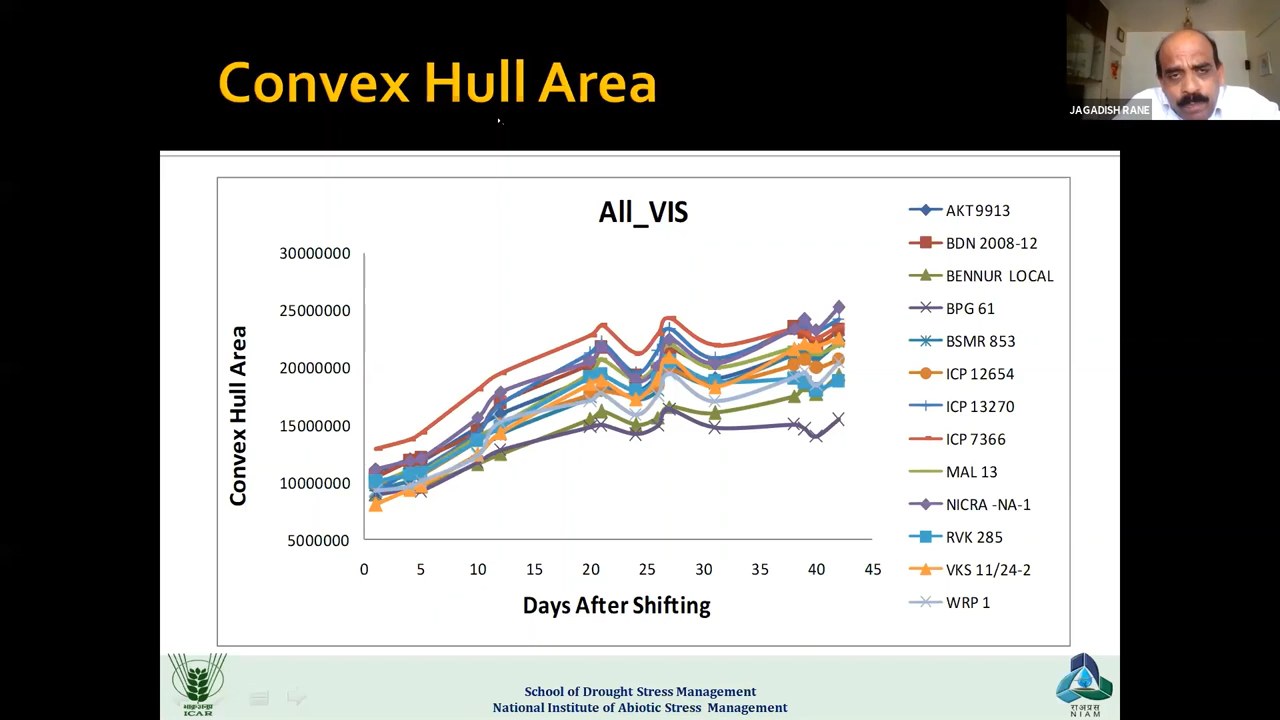 Convex Hull Area
JAGADISH RANE
All_VIS
30000000
25000000
20000000
15000000
10000000
5000000
Convex Hull Area
0 5 10 15 20 25 30 35 40 45
Days After Shifting
AKT9913
BDN 2008-12
BENNUR LOCAL
BPG 61
BSMR 853
ICP 12654
ICP 13270
ICP 7366
MAL 13
NICRA -NA-1
RVK 285
VKS 11/24-2
WRP 1
School of Drought Stress Management
National Institute of Abiotic Stress Management
भाकृअनुप
ICAR
राअप्रस
NIAM